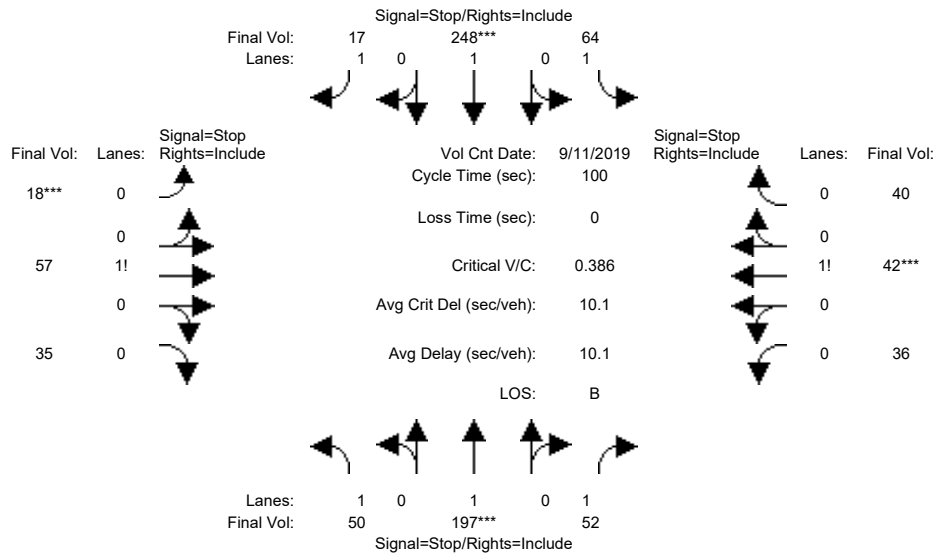 Signal=Stop/Rights=Include
Final Vol: 17 248*** 64
Lanes: 1 0 1 0 1
Signal=Stop
Final Vol: Lanes: Rights=Include
Vol Cnt Date: 9/11/2019
Signal=Stop
Rights=Include Lanes: Final Vol:
Cycle Time (sec): 100
18*** 0
0 40
Loss Time (sec): 0
0
0
57 1!
Critical V/C: 0.386
1! 42***
0
Avg Crit Del (sec/veh): 10.1
0
35 0
Avg Delay (sec/veh): 10.1
0 36
LOS: B
Lanes: 1 0 1 0 1
Final Vol: 50 197*** 52
Signal=Stop/Rights=Include